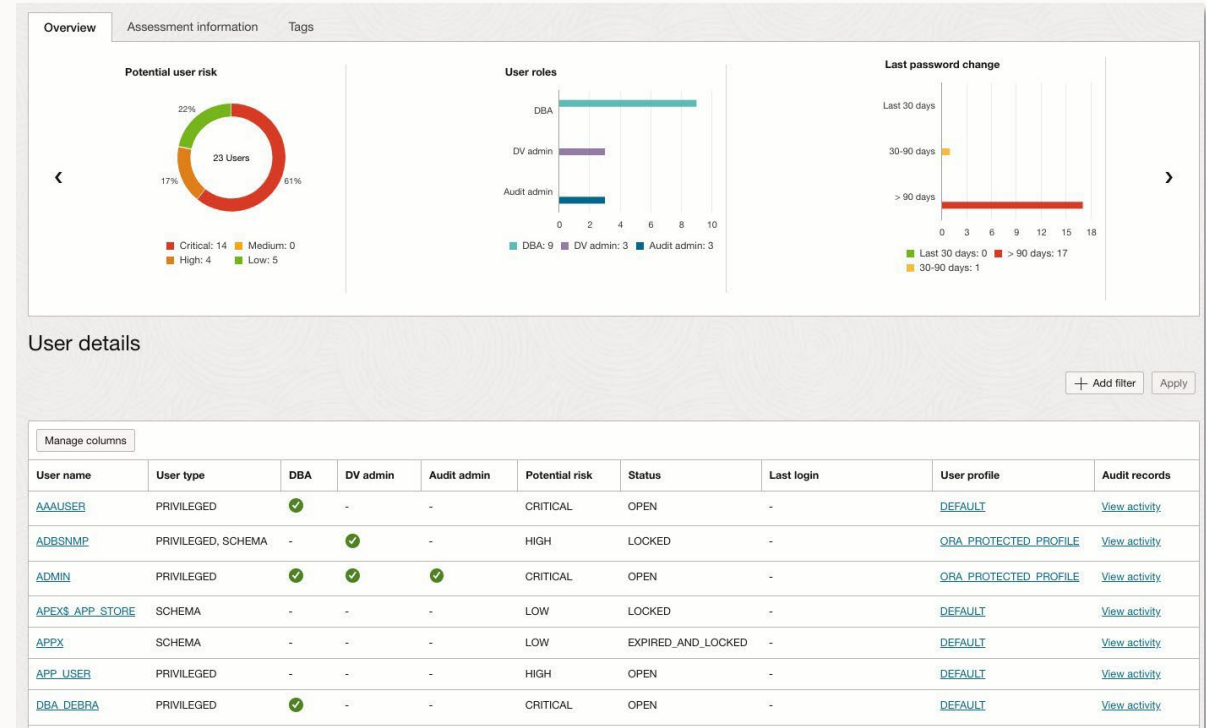 Overview Assessment information Tags
Potential user risk
22%
23 Users
17% 61%
Critical: 14 Medium: 0
High: 4 Low: 5
User roles
DBA
DV admin
Audit admin
0 2 4 6 8 10
DBA: 9 DV admin: 3 Audit admin: 3
Last password change
Last 30 days
30-90 days
> 90 days
0 3 6 9 12 15 18
Last 30 days: 0 > 90 days: 17
30-90 days: 1
User details
Add filter Apply
Manage columns
User name User type DBA DV admin Audit admin Potential risk Status Last login User profile Audit records
AAAUSER PRIVILEGED - - CRITICAL OPEN - DEFAULT View activity
ADBSNMP PRIVILEGED, SCHEMA - - HIGH LOCKED - ORA_PROTECTED_PROFILE View activity
ADMIN PRIVILEGED CRITICAL OPEN - ORA_PROTECTED_PROFILE View activity
APEX$_APP_STORE SCHEMA - - - LOW LOCKED - DEFAULT View activity
APPX SCHEMA - - - LOW EXPIRED_AND_LOCKED - DEFAULT View activity
APP_USER PRIVILEGED - - - HIGH OPEN - DEFAULT View activity
DBA_DEBRA PRIVILEGED - - CRITICAL OPEN - DEFAULT View activity